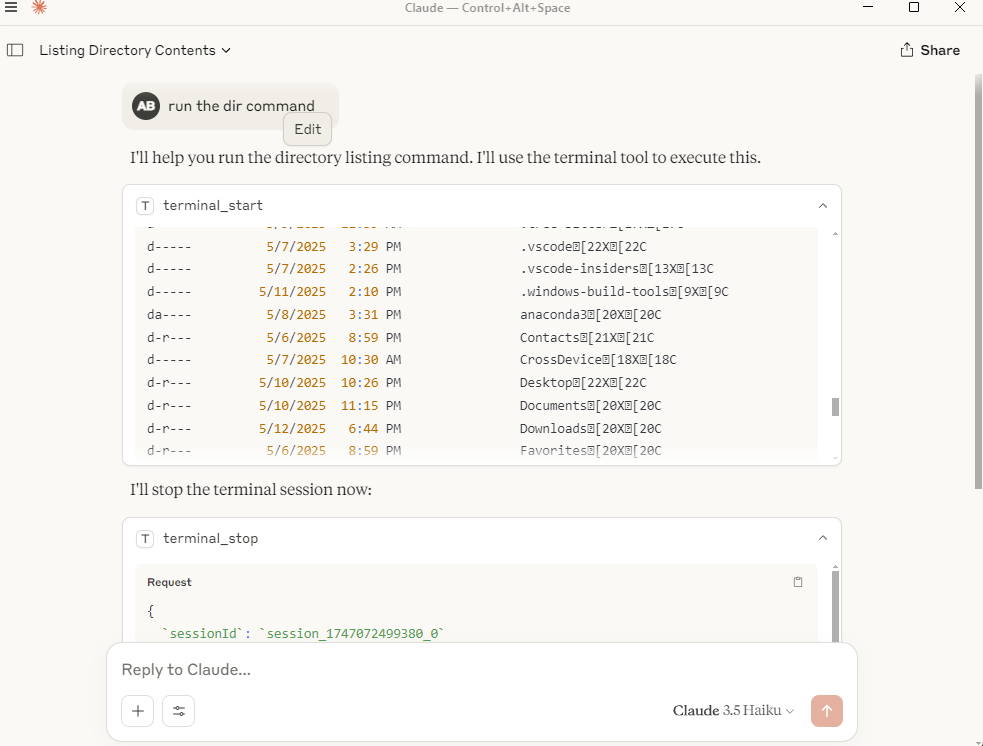 Claude — Control+Alt+Space
Listing Directory Contents
Share
AB run the dir command
Edit
I'll help you run the directory listing command. I'll use the terminal tool to execute this.
T terminal_start
d----- 5/7/2025 3:29 PM .vscode[22X[22C
d----- 5/7/2025 2:26 PM .vscode-insiders[13X[13C
d----- 5/11/2025 2:10 PM .windows-build-tools[9X[9C
da---- 5/8/2025 3:31 PM anaconda3[20X[20C
d-r--- 5/6/2025 8:59 PM Contacts[21X[21C
d----- 5/7/2025 10:30 AM CrossDevice[18X[18C
d-r--- 5/10/2025 10:26 PM Desktop[22X[22C
d-r--- 5/10/2025 11:15 PM Documents[20X[20C
d-r--- 5/12/2025 6:44 PM Downloads[20X[20C
d-r--- 5/6/2025 8:59 PM Favorites[20X[20C
I'll stop the terminal session now:
T terminal_stop
Request
{
`sessionId`: `session_1747072499380_0`
Reply to Claude...
Claude 3.5 Haiku